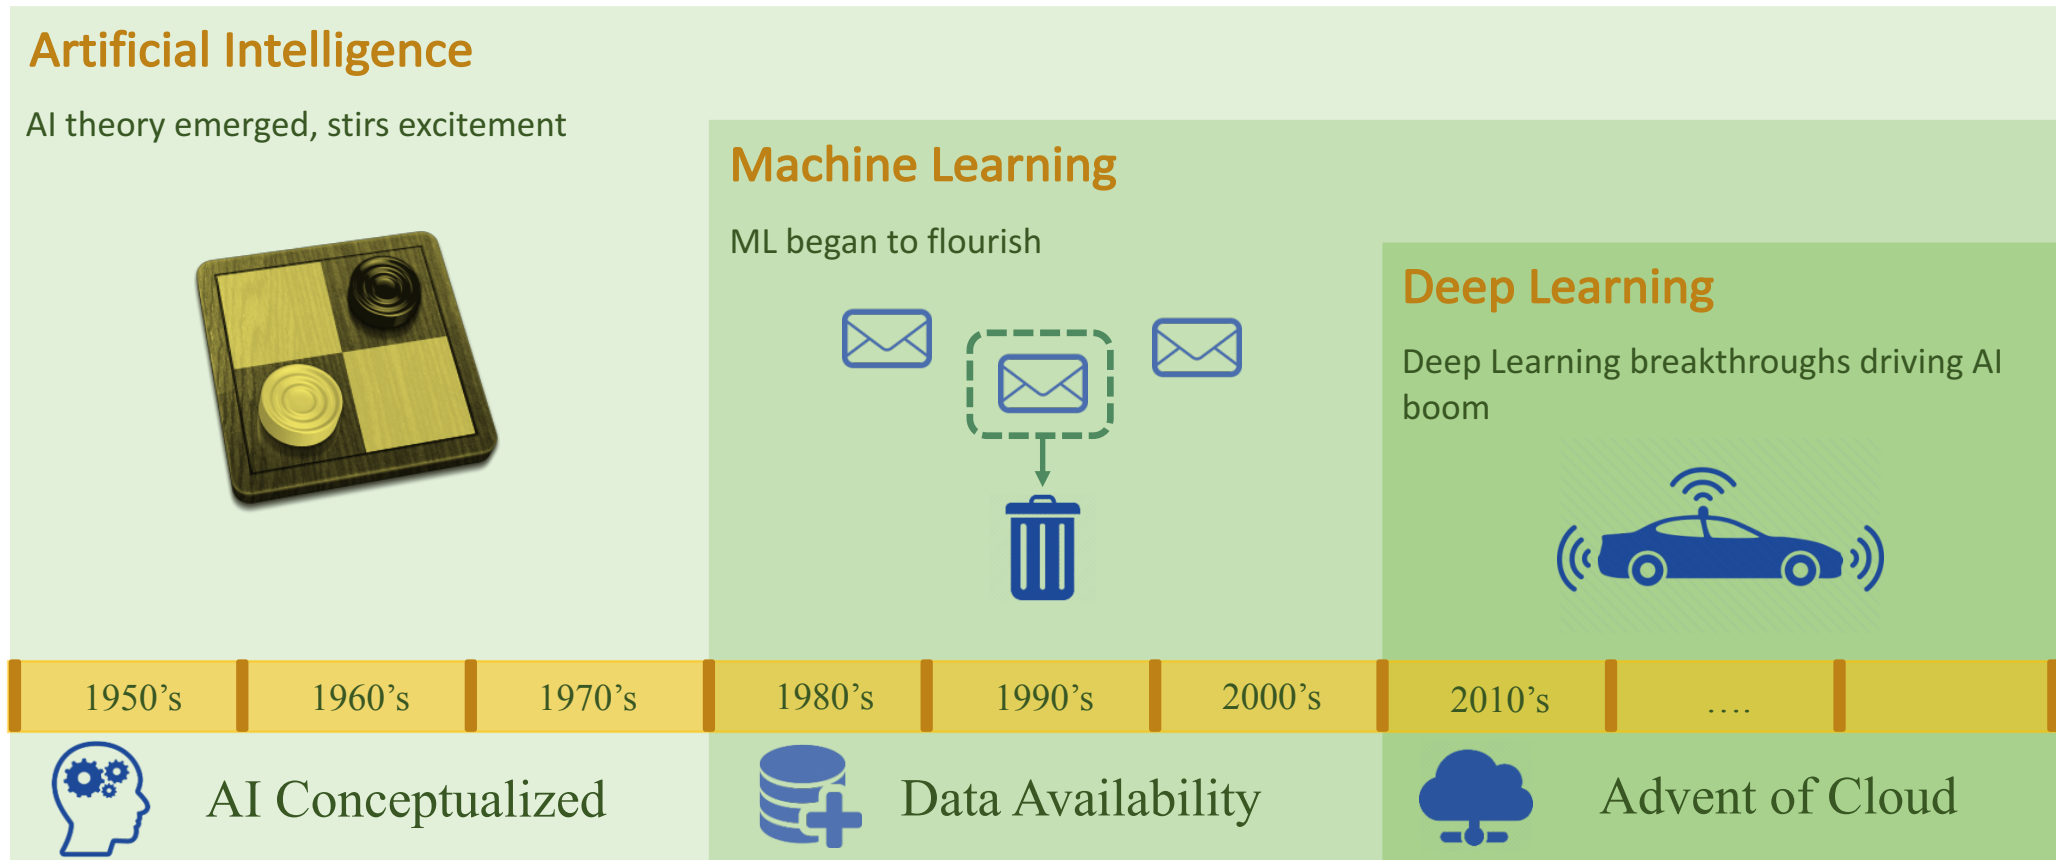 Artificial Intelligence
AI theory emerged, stirs excitement
Machine Learning
ML began to flourish
Deep Learning
Deep Learning breakthroughs driving AI
boom
1950’s
1960’s
1970’s
1980’s
1990’s
2000’s
2010’s
….
AI Conceptualized
Data Availability
Advent of Cloud